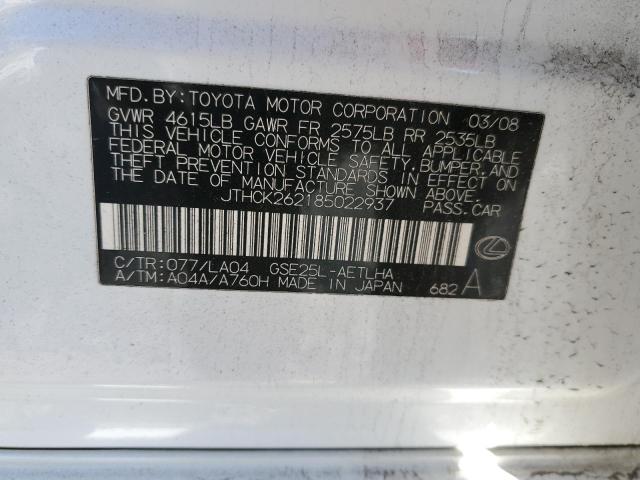 MFD.BY:TOYOTA MOTOR CORPORATION 03/08
GVWR 4615LB GAWR FR 2575LB RR 2535LB
THIS VEHICLE CONFORMS TO ALL APPLICABLE
FEDERAL MOTOR VEHICLE SAFETY, BUMPER, AND
THEFT PREVENTION STANDARDS IN EFFECT ON
THE DATE OF MANUFACTURE SHOWN ABOVE.
JTHCK262185022937 PASS.CAR
C/TR:077/LA04 GSE25L-AETLHA
A/TM:A04A/A760H MADE IN JAPAN 682 A